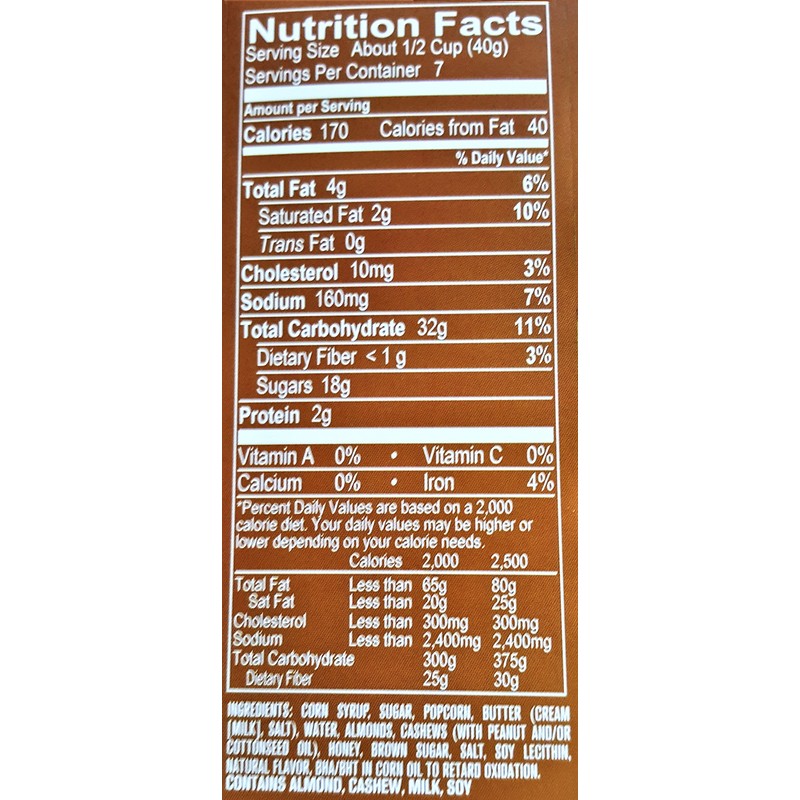 Nutrition Facts
Serving Size About 1/2 Cup (40g)
Servings Per Container 7
Amount per Serving
Calories 170 Calories from Fat 40
% Daily Value*
Total Fat 4g 6%
Saturated Fat 2g 10%
Trans Fat 0g
Cholesterol 10mg 3%
Sodium 160mg 7%
Total Carbohydrate 32g 11%
Dietary Fiber < 1 g 3%
Sugars 18g
Protein 2g
Vitamin A 0% • Vitamin C 0%
Calcium 0% • Iron 4%
*Percent Daily Values are based on a 2,000
calorie diet. Your daily values may be higher or
lower depending on your calorie needs.
Calories 2,000 2,500
Total Fat Less than 65g 80g
Sat Fat Less than 20g 25g
Cholesterol Less than 300mg 300mg
Sodium Less than 2,400mg 2,400mg
Total Carbohydrate 300g 375g
Dietary Fiber 25g 30g
INGREDIENTS: CORN SYRUP, SUGAR, POPCORN, BUTTER (CREAM
[MILK], SALT), WATER, ALMONDS, CASHEWS (WITH PEANUT AND/OR
COTTONSEED OIL), HONEY, BROWN SUGAR, SALT, SOY LECITHIN,
NATURAL FLAVOR, BHA/BHT IN CORN OIL TO RETARD OXIDATION.
CONTAINS ALMOND, CASHEW, MILK, SOY